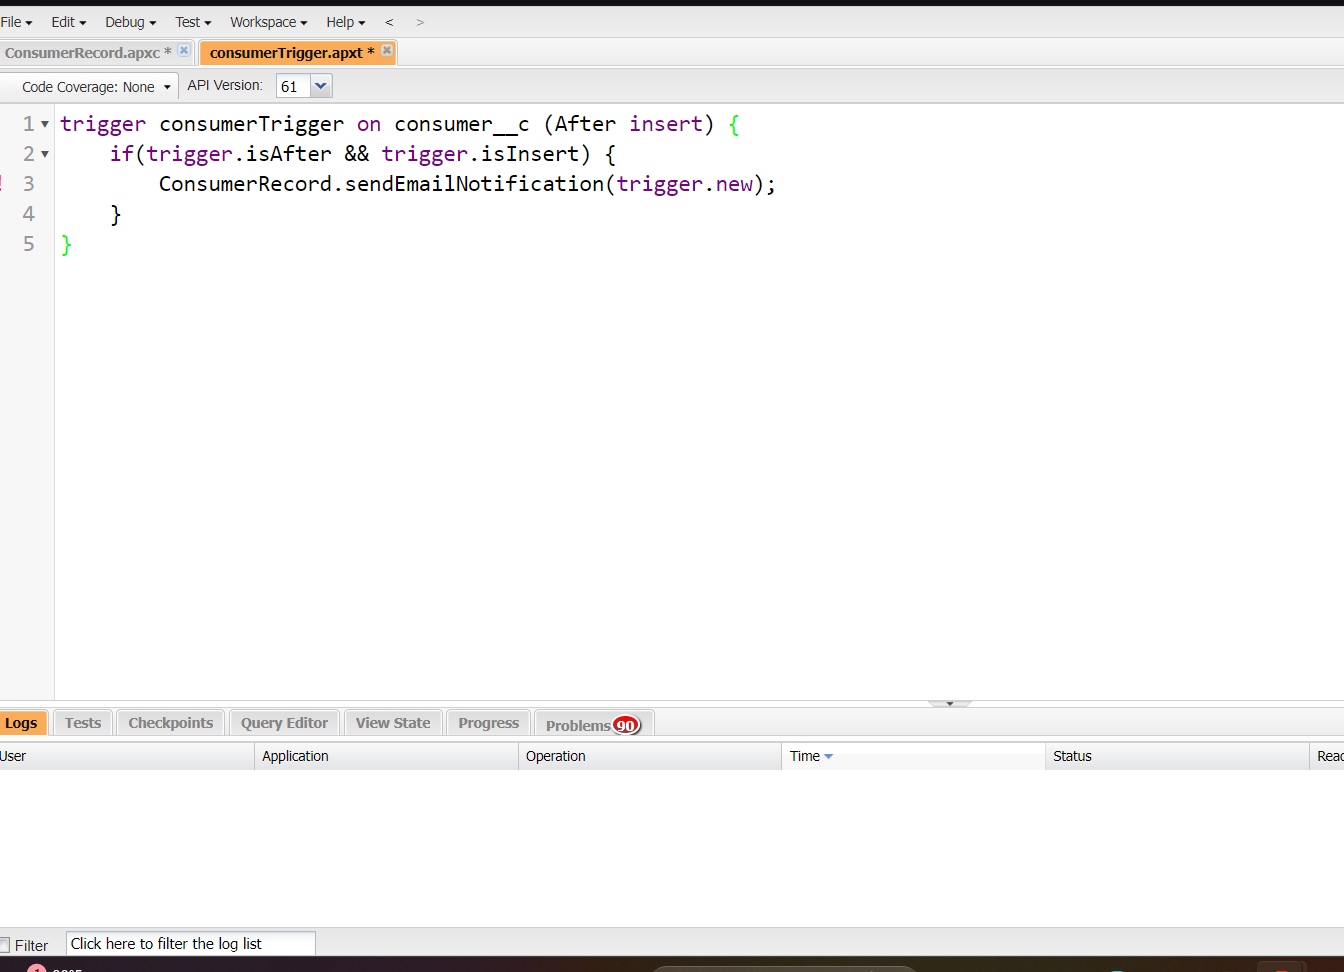 File Edit Debug Test Workspace Help < >
ConsumerRecord.apxc * consumerTrigger.apxt *
Code Coverage: None API Version: 61
1 trigger consumerTrigger on consumer__c (After insert) {
2 if(trigger.isAfter && trigger.isInsert) {
3 ConsumerRecord.sendEmailNotification(trigger.new);
4 }
5 }
Logs Tests Checkpoints Query Editor View State Progress Problems 90
User Application Operation Time Status Read
Filter Click here to filter the log list